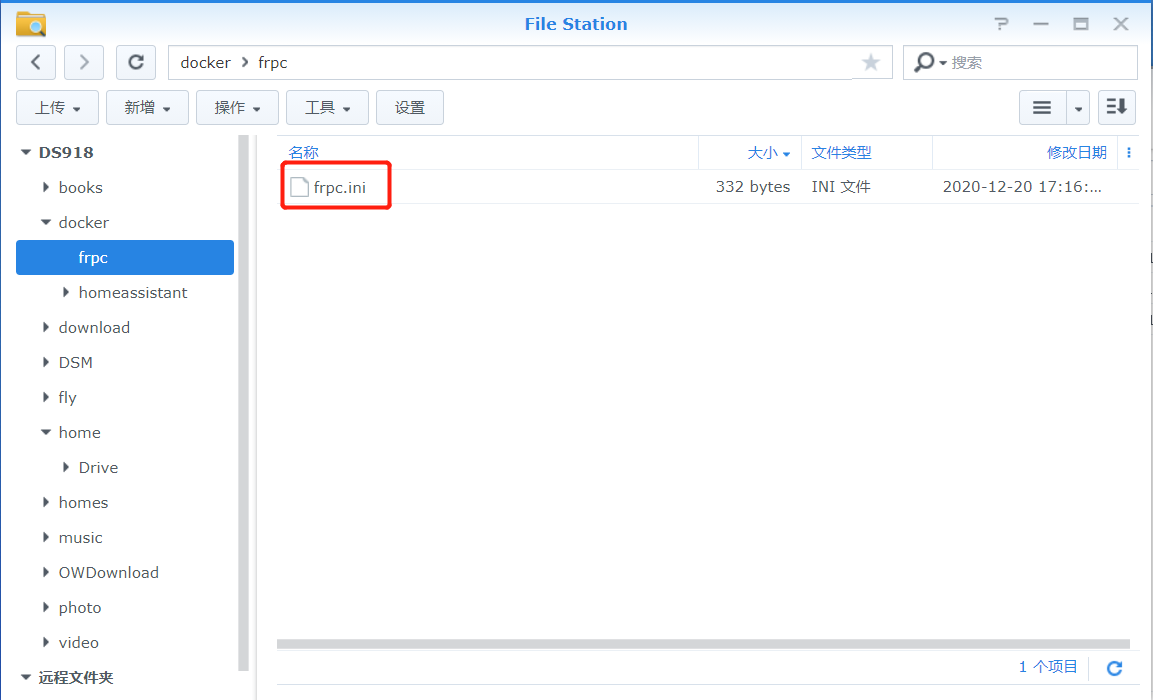 File Station
docker frpc
搜索
上传 新增 操作 工具 设置
DS918
books
docker
frpc
homeassistant
download
DSM
fly
home
Drive
homes
music
OWDownload
photo
video
远程文件夹
名称 大小 文件类型 修改日期
frpc.ini 332 bytes INI 文件 2020-12-20 17:16:...
1 个项目